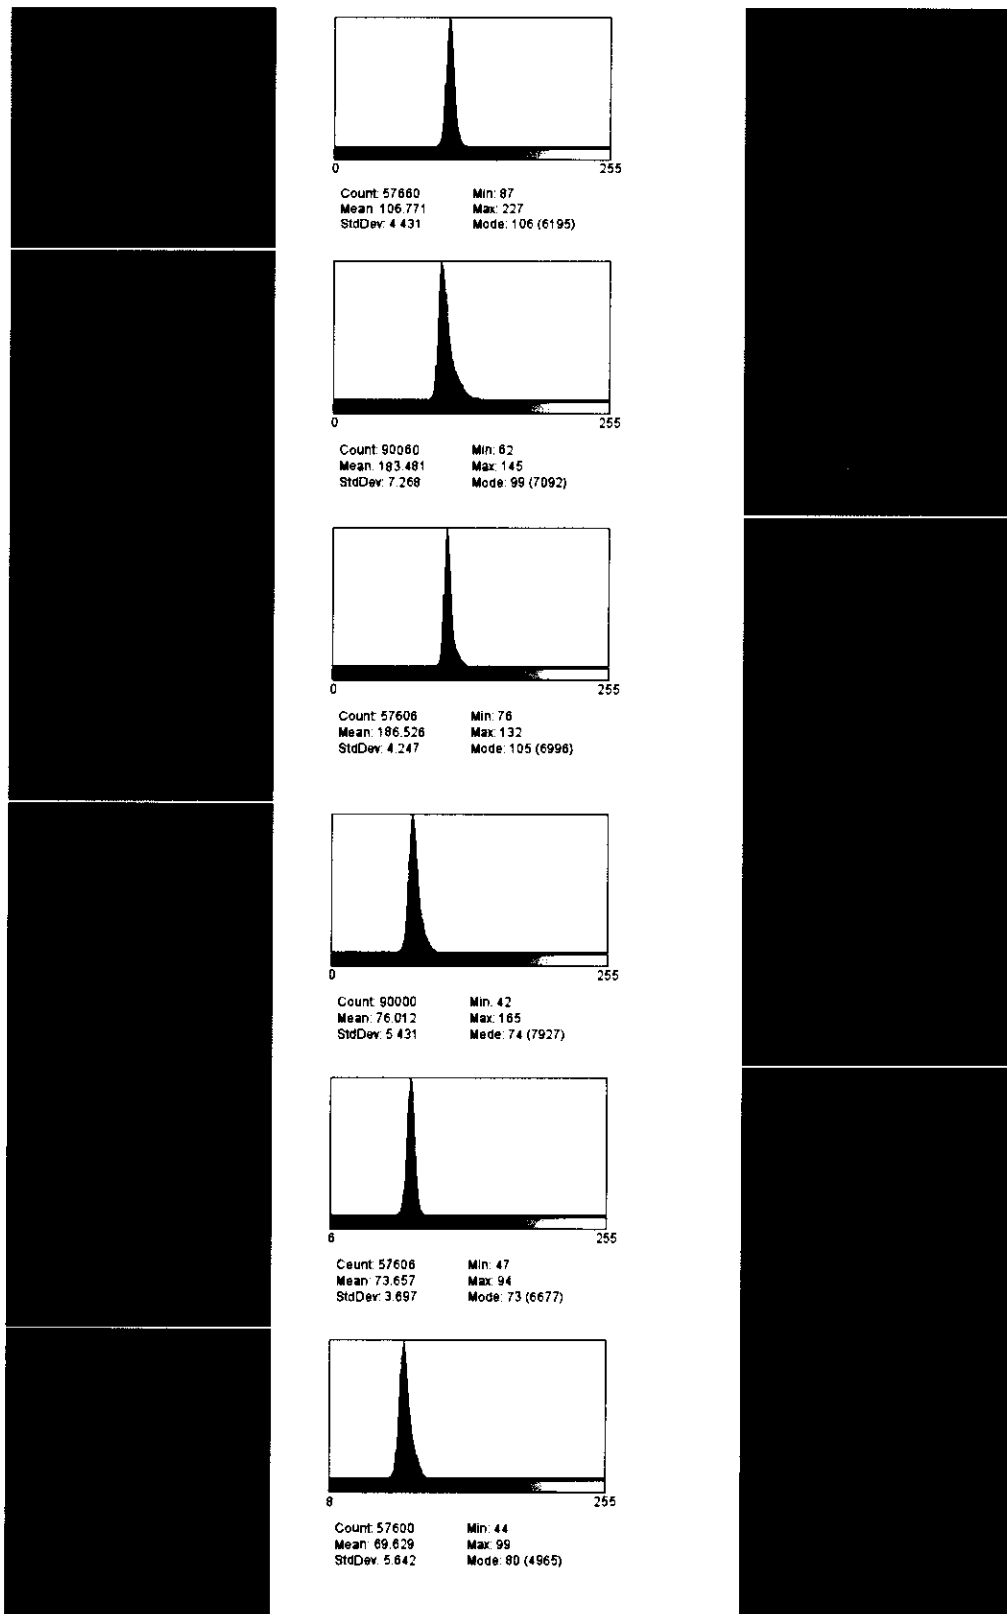 0 255
Count: 57660 Min: 87
Mean: 106.771 Max: 227
StdDev: 4.431 Mode: 106 (6195)
0 255
Count: 90060 Min: 62
Mean: 183.481 Max: 145
StdDev: 7.268 Mode: 99 (7092)
0 255
Count: 57606 Min: 76
Mean: 186.526 Max: 132
StdDev: 4.247 Mode: 105 (6996)
0 255
Count: 90000 Min: 42
Mean: 76.012 Max: 165
StdDev: 5.431 Mede: 74 (7927)
6 255
Ceunt: 57606 Min: 47
Mean: 73.657 Max: 94
StdDev: 3.697 Mode: 73 (6677)
8 255
Count: 57600 Min: 44
Mean: 69.629 Max: 99
StdDev: 5.642 Mode: 80 (4965)